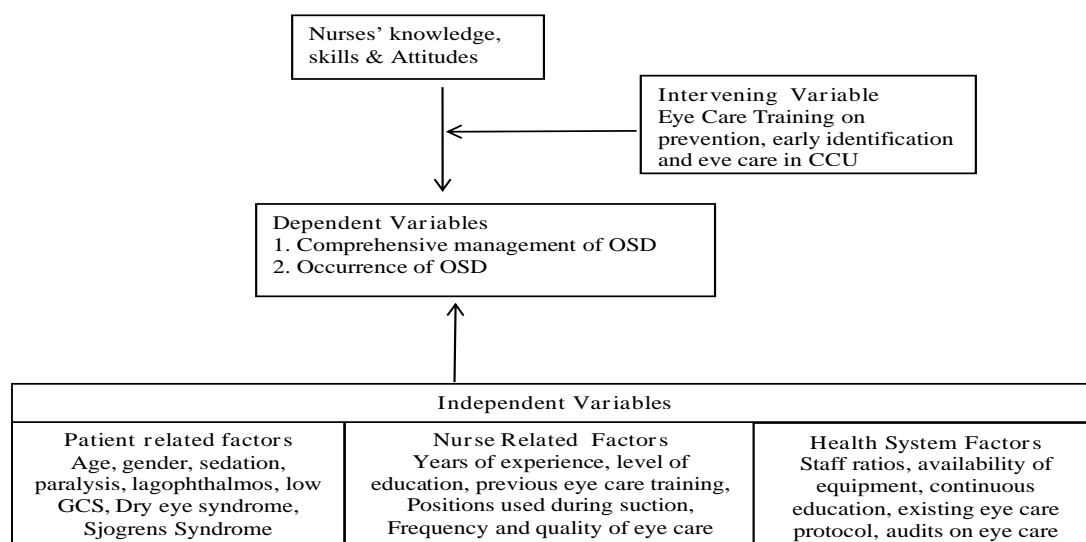 Nurses' knowledge,
skills & Attitudes
Intervening Variable
Eye Care Training on
prevention, early identification
and eve care in CCU
Dependent Variables
1. Comprehensive management of OSD
2. Occurrence of OSD
Independent Variables
Patient related factors
Age, gender, sedation,
paralysis, lagophthalmos, low
GCS, Dry eye syndrome,
Sjogrens Syndrome
Nurse Related Factors
Years of experience, level of
education, previous eye care training,
Positions used during suction,
Frequency and quality of eye care
Health System Factors
Staff ratios, availability of
equipment, continuous
education, existing eye care
protocol, audits on eye care